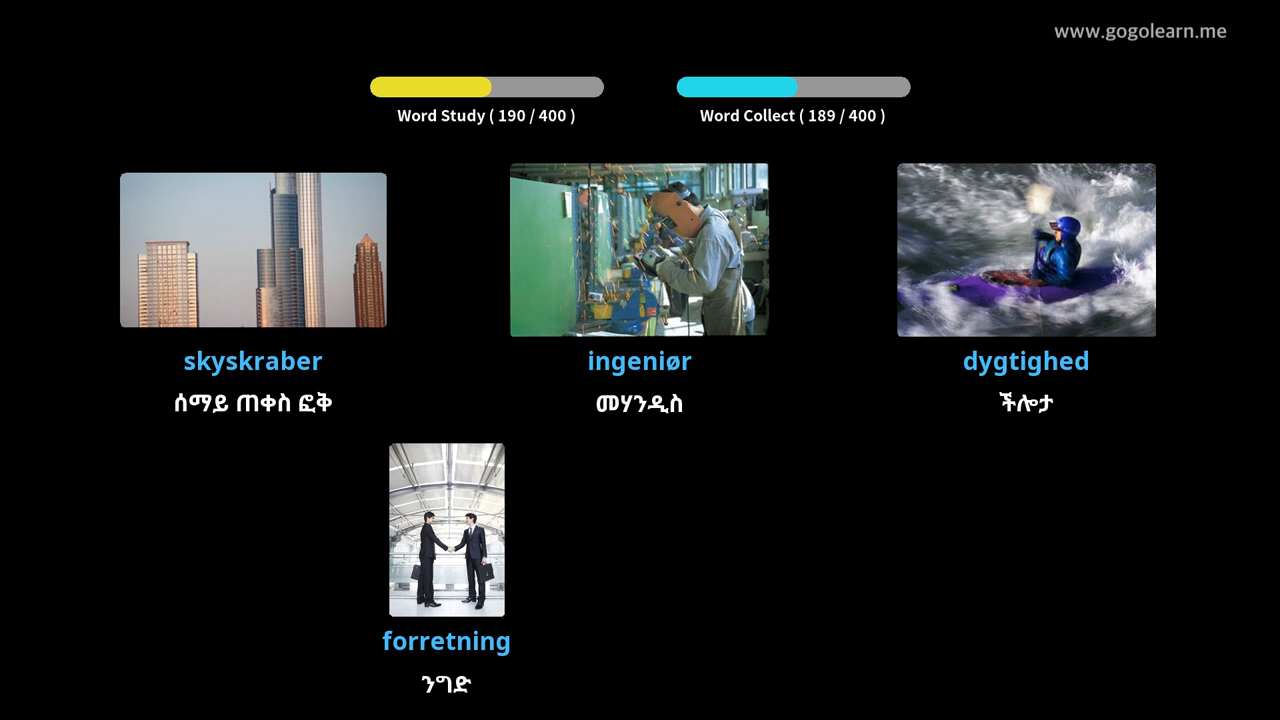 www.gogolearn.me
Word Study ( 190 / 400 )
Word Collect ( 189 / 400 )
skyskraber
ሰማይ ጠቀስ ፎቅ
ingeniør
መሃንዲስ
dygtighed
ችሎታ
forretning
ንግድ